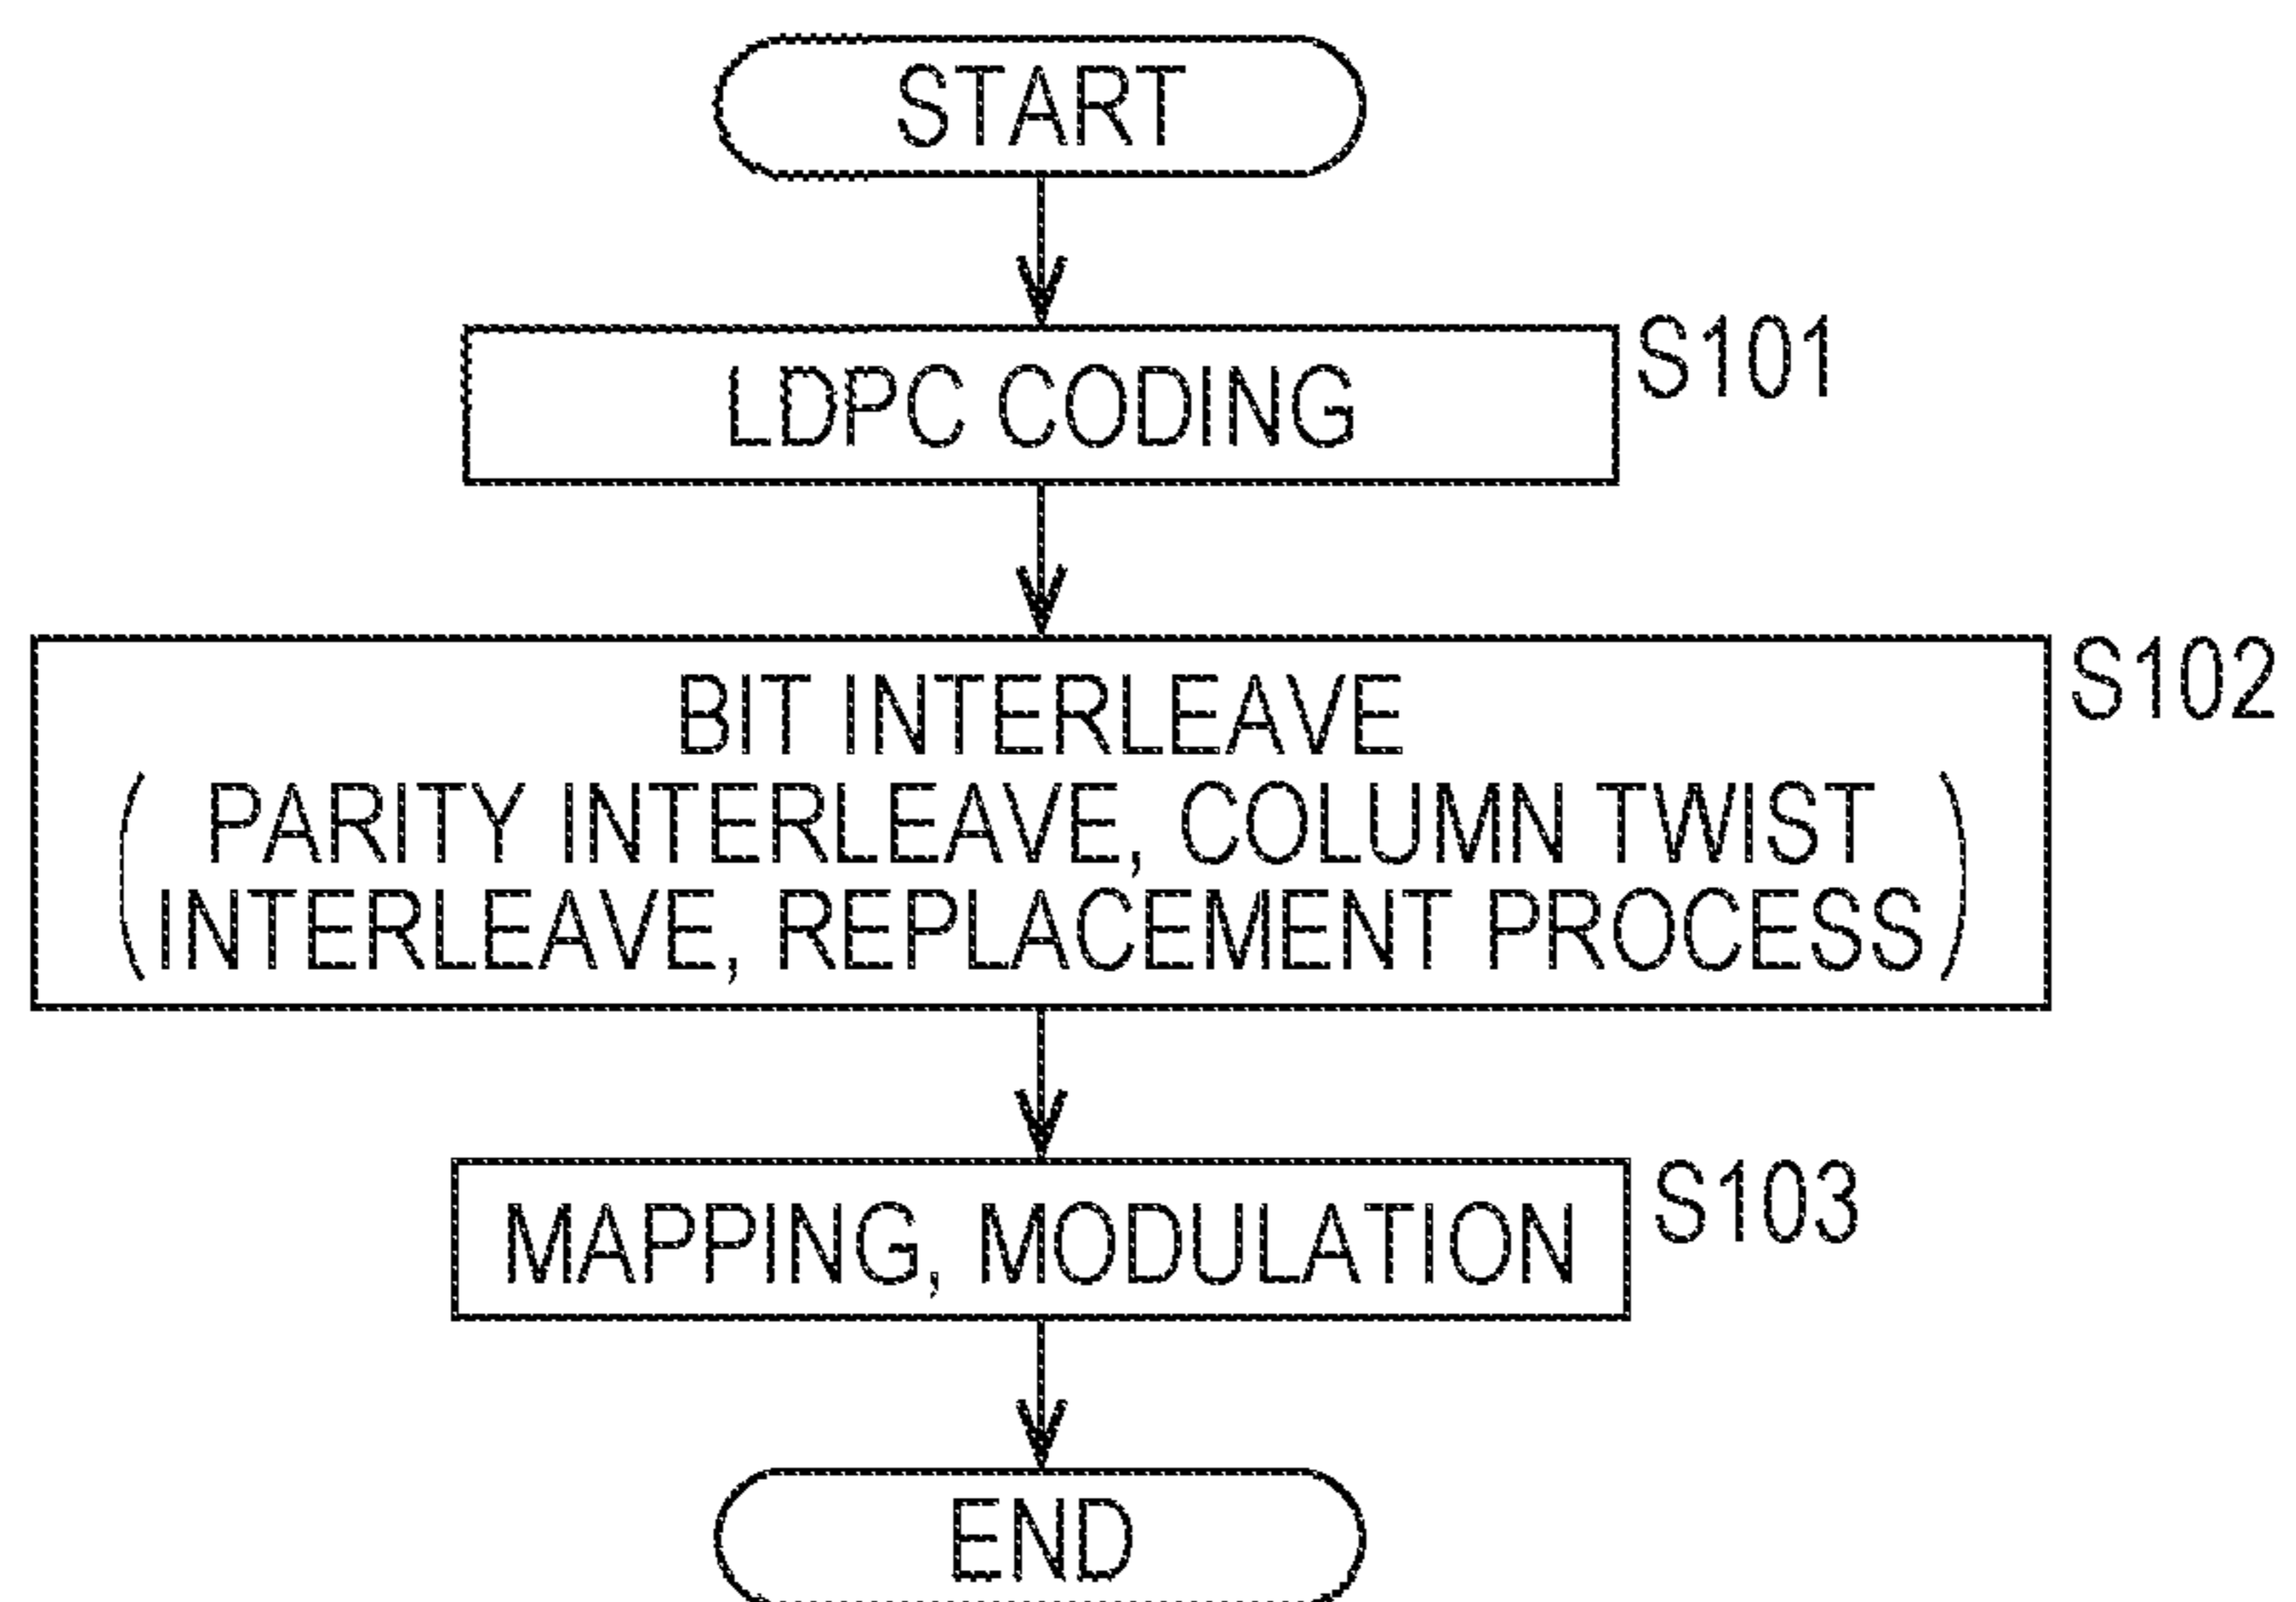 START
LDPC CODING
S101
BIT INTERLEAVE
S102
( PARITY INTERLEAVE, COLUMN TWIST
INTERLEAVE, REPLACEMENT PROCESS )
MAPPING, MODULATION
S103
END